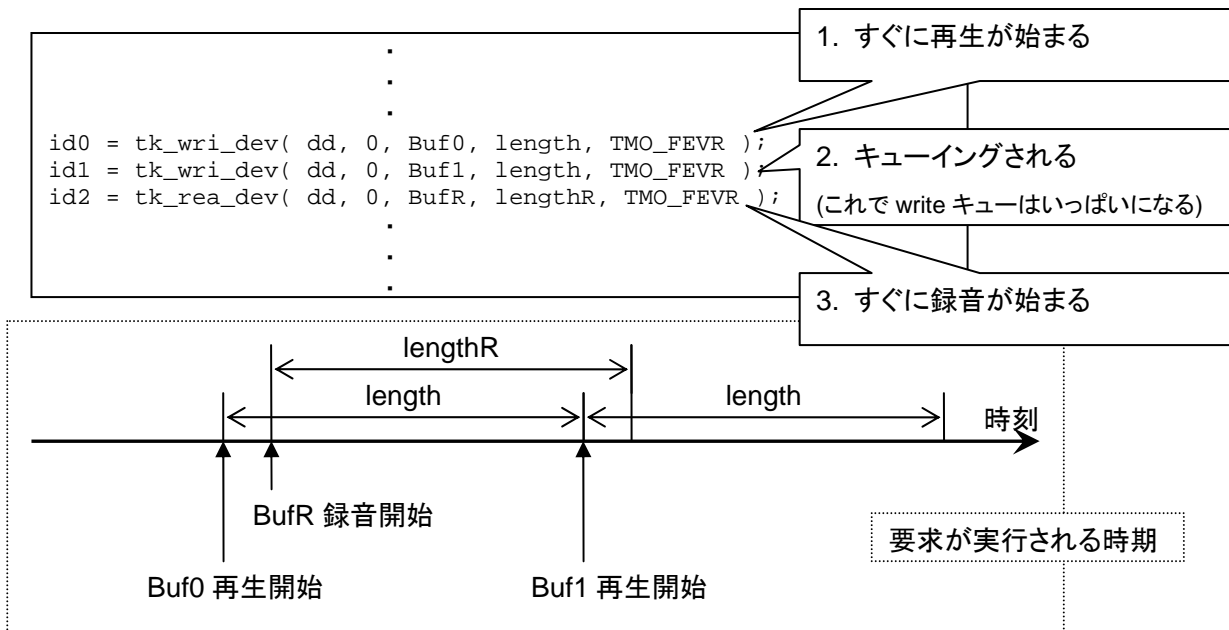 1. すぐに再生が始まる
id0 = tk_wri_dev( dd, 0, Buf0, length, TMO_FEVR );
id1 = tk_wri_dev( dd, 0, Buf1, length, TMO_FEVR );
id2 = tk_rea_dev( dd, 0, BufR, lengthR, TMO_FEVR );
2. キューイングされる
(これで write キューはいっぱいになる)
3. すぐに録音が始まる
lengthR
length
length
時刻
BufR 録音開始
要求が実行される時期
Buf0 再生開始
Buf1 再生開始